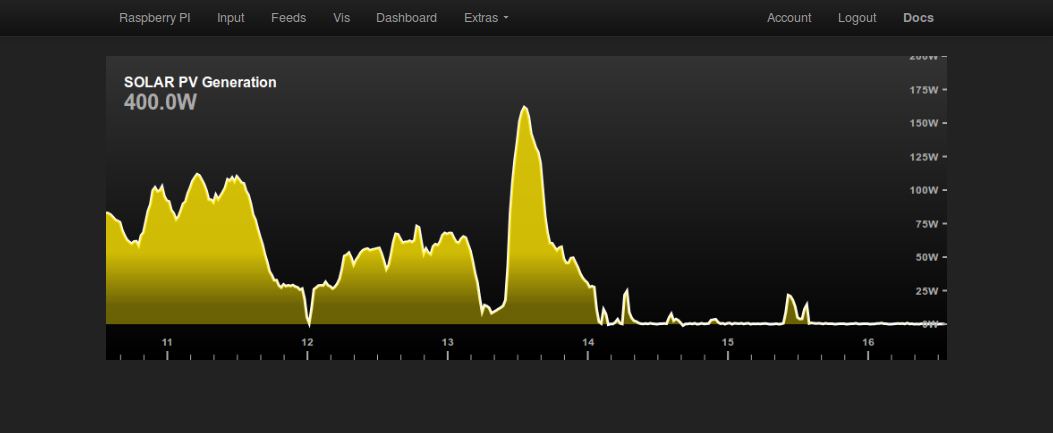 Raspberry PI Input Feeds Vis Dashboard Extras Account Logout Docs
SOLAR PV Generation
400.0W
200W
175W
150W
125W
100W
75W
50W
25W
0W
11 12 13 14 15 16